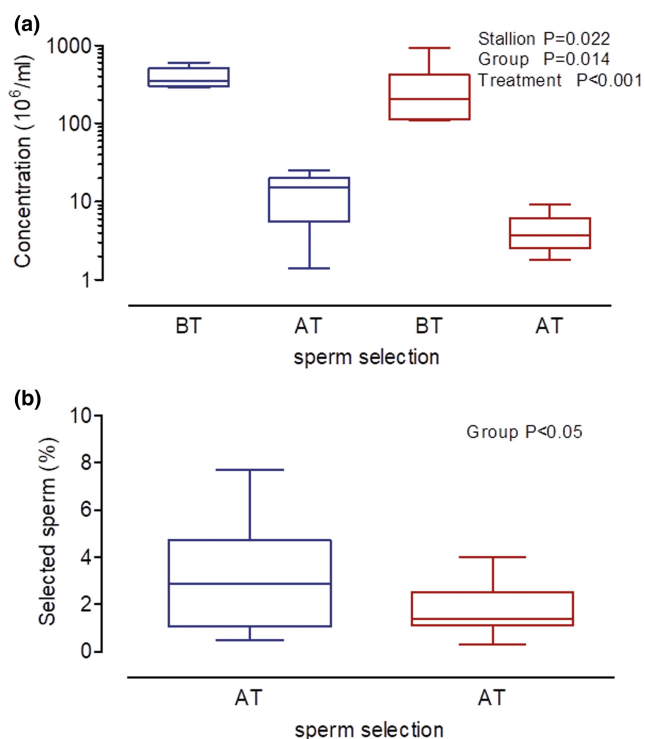 (a)
Concentration (10⁶/ml)
1000
100
10
1
Stallion P=0.022
Group P=0.014
Treatment P<0.001
BT AT BT AT
sperm selection
(b)
Selected sperm (%)
10
8
6
4
2
0
Group P<0.05
AT AT
sperm selection